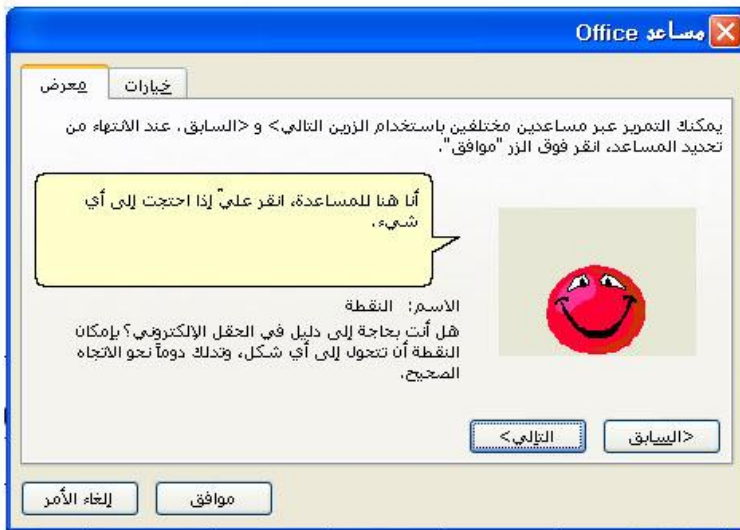 مساعد Office
معرض
خيارات
يمكنك التمرير عبر مساعدين مختلفين باستخدام الزرين التالي> و <السابق. عند الانتهاء من
تحديد المساعد، انقر فوق الزر "موافق".
أنا هنا للمساعدة، انقر عليّ إذا احتجت إلى أي
شيء.
الاسم: النقطة
هل أنت بحاجة إلى دليل في الحقل الإلكتروني؟ بإمكان
النقطة أن تتحول إلى أي شكل، وتدلك دوماً نحو الاتجاه
الصحيح.
<السابق
التالي>
موافق
إلغاء الأمر